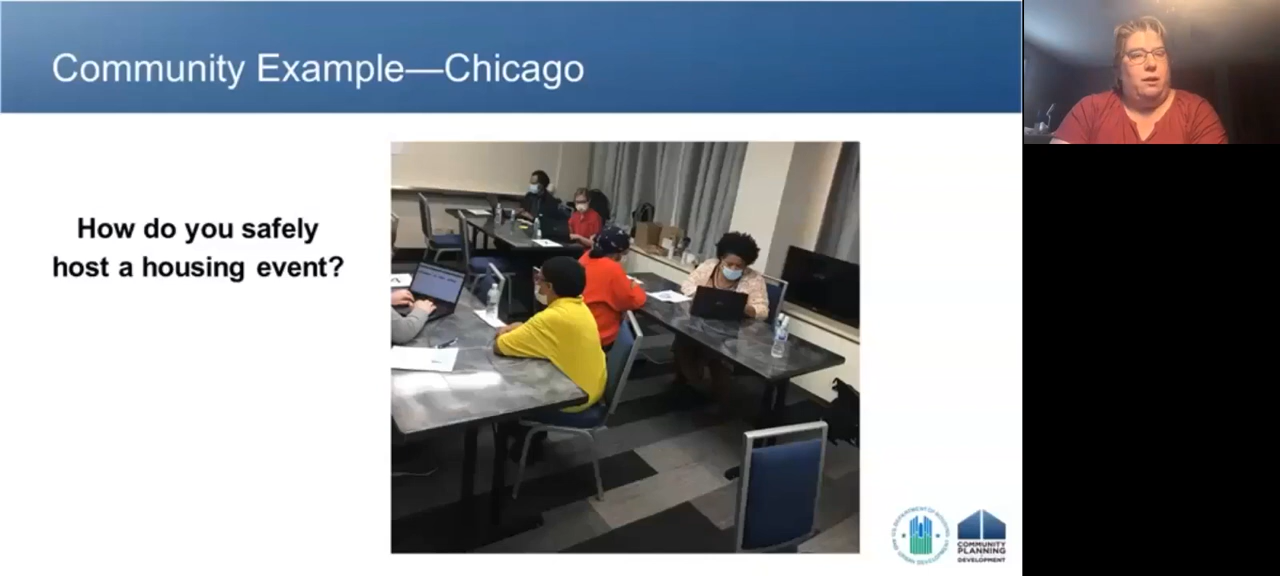 Community Example—Chicago
How do you safely
host a housing event?
COMMUNITY
PLANNING
DEVELOPMENT